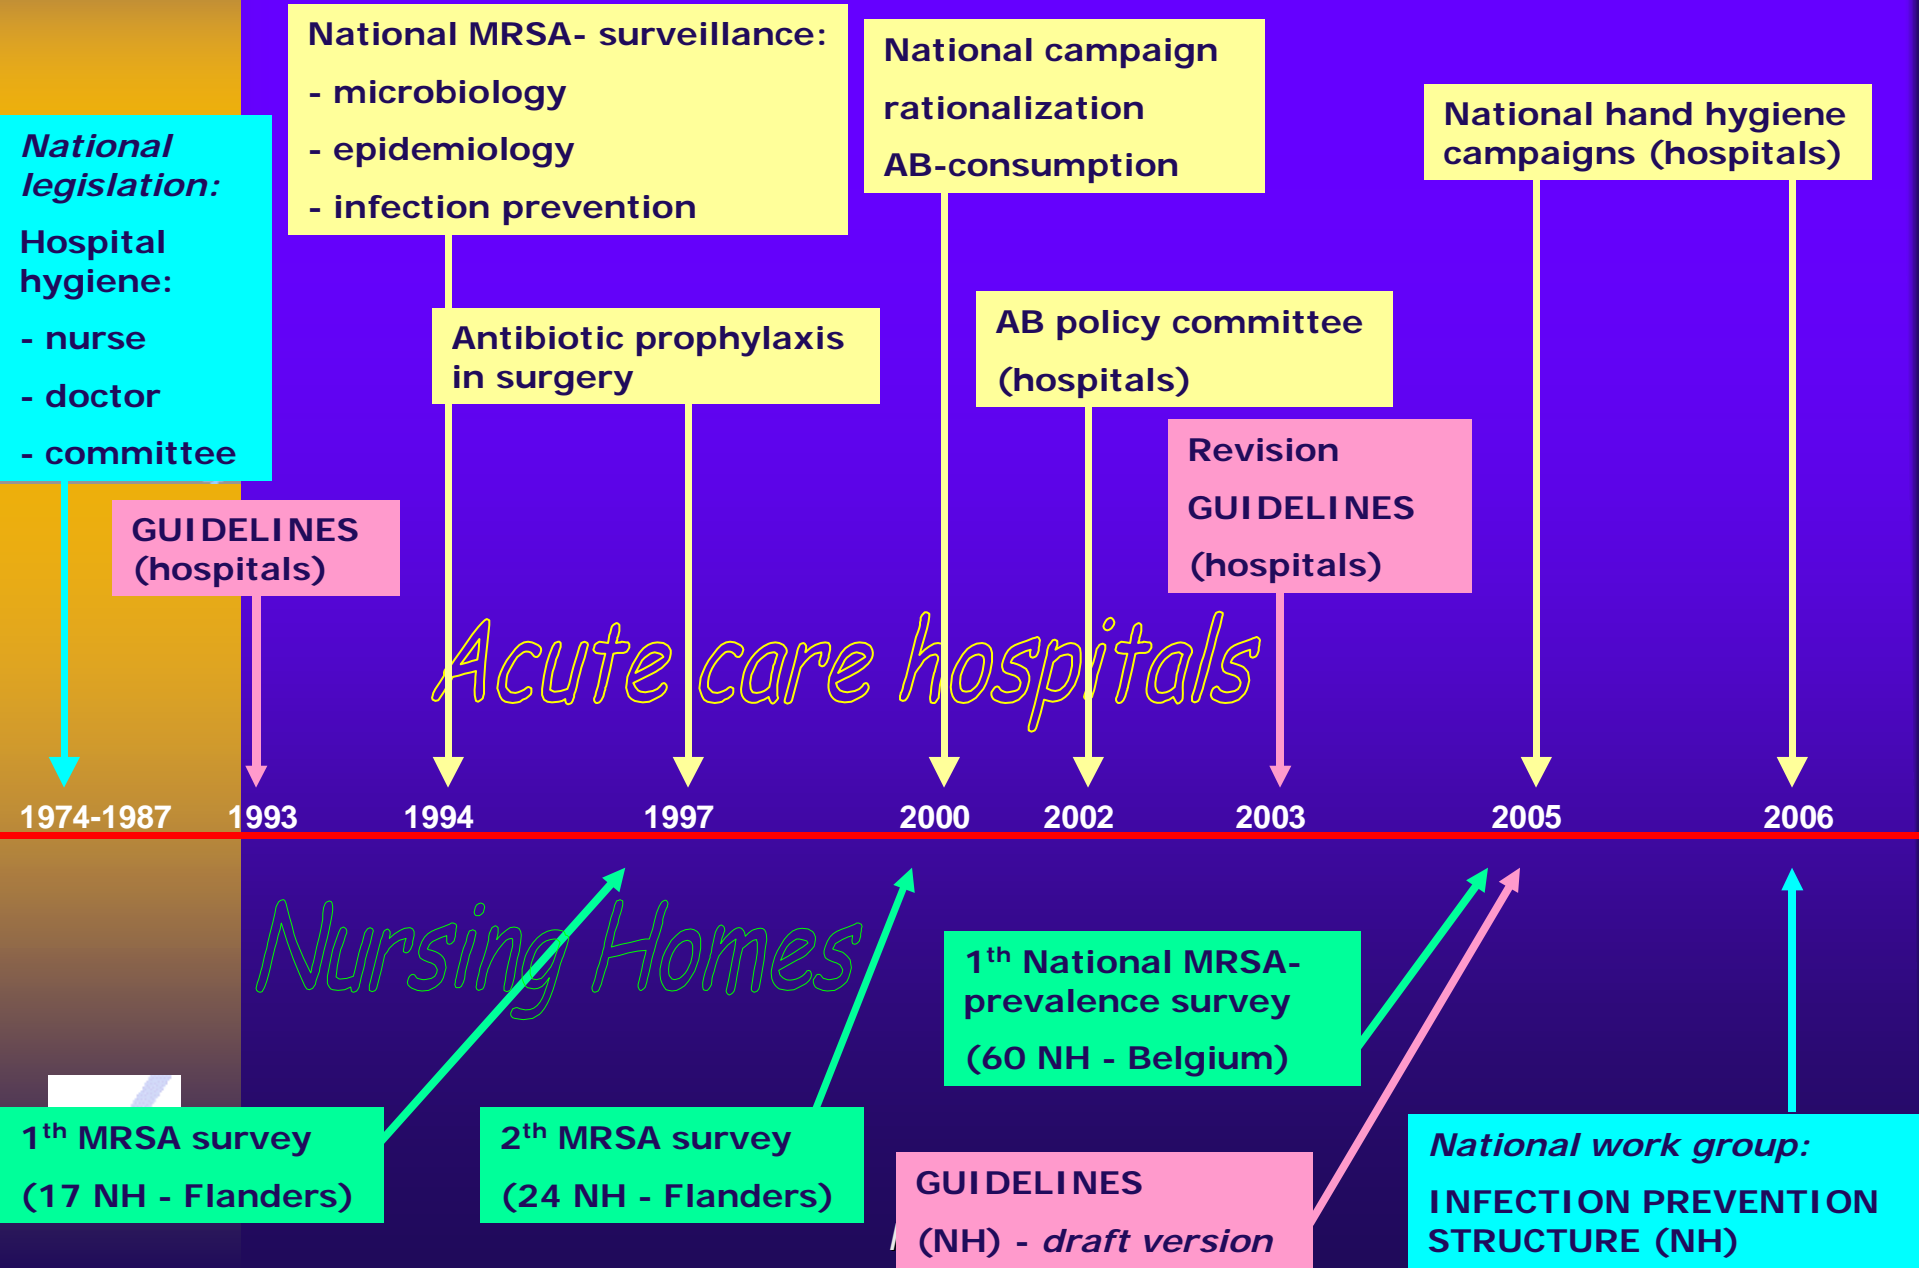 National MRSA- surveillance:
- microbiology
- epidemiology
- infection prevention
National campaign
rationalization
AB-consumption
National hand hygiene
campaigns (hospitals)
National
legislation:
Hospital
hygiene:
- nurse
- doctor
- committee
Antibiotic prophylaxis
in surgery
AB policy committee
(hospitals)
Revision
GUIDELINES
(hospitals)
GUIDELINES
(hospitals)
Acute care hospitals
1974-1987 1993 1994 1997 2000 2002 2003 2005 2006
Nursing Homes
1th National MRSA-
prevalence survey
(60 NH - Belgium)
1th MRSA survey
(17 NH - Flanders)
2th MRSA survey
(24 NH - Flanders)
GUIDELINES
(NH) - draft version
National work group:
INFECTION PREVENTION
STRUCTURE (NH)